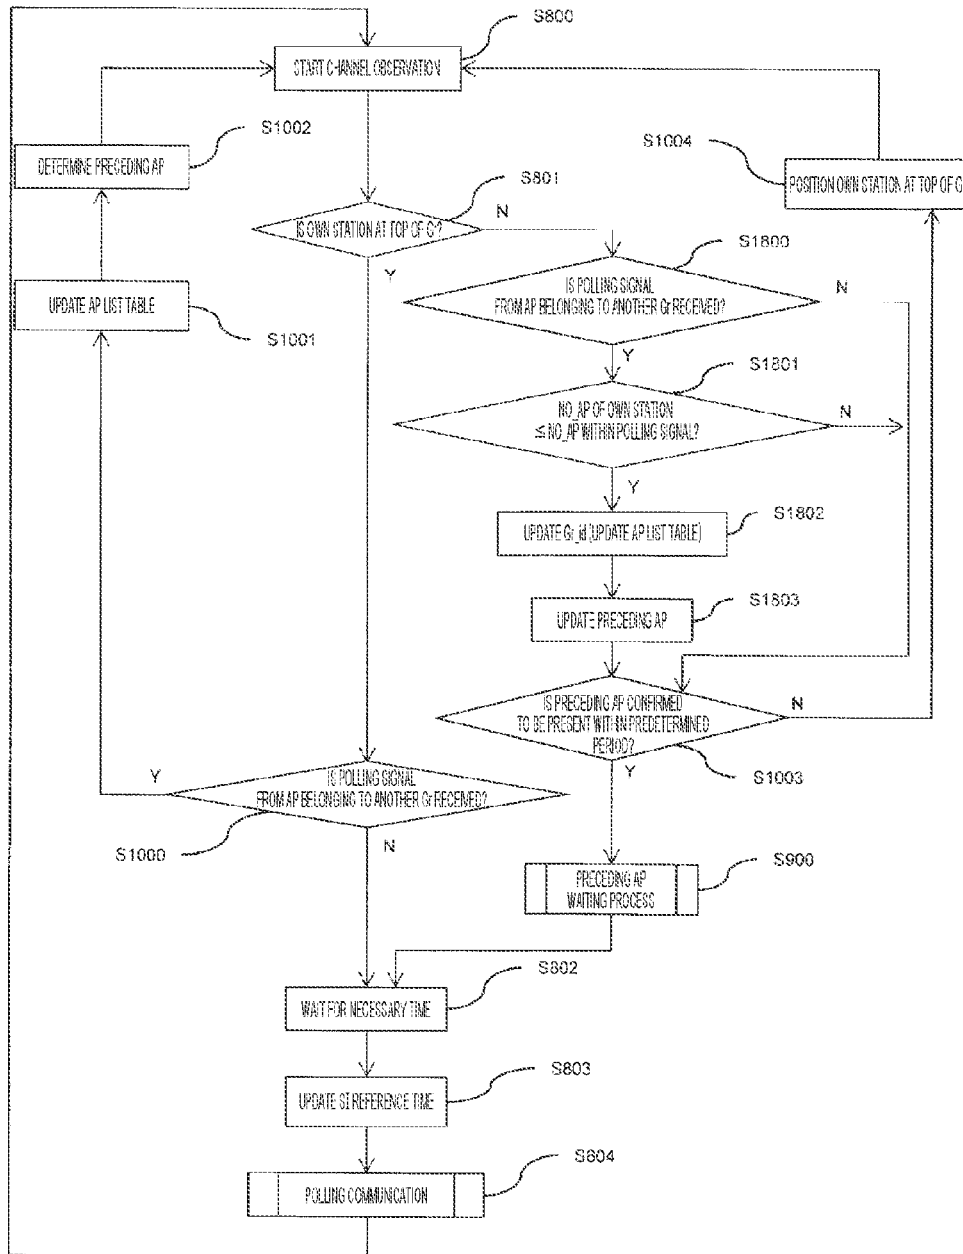 S800
START CHANNEL OBSERVATION
S1002
DETERMINE PRECEDING AP
S1004
POSITION OWN STATION AT TOP OF G
S801
IS OWN STATION AT TOP OF G?
N
Y
S1800
IS POLLING SIGNAL
FROM AP BELONGING TO ANOTHER Gr RECEIVED?
N
Y
UPDATE AP LIST TABLE
S1001
S1801
NO_AP OF OWN STATION
≦ NO_AP WITHIN POLLING SIGNAL?
N
Y
S1802
UPDATE Gr_id (UPDATE AP LIST TABLE)
S1803
UPDATE PRECEDING AP
IS PRECEDING AP CONFIRMED
TO BE PRESENT WITHIN PREDETERMINED
PERIOD?
N
Y
S1003
Y
IS POLLING SIGNAL
FROM AP BELONGING TO ANOTHER Gr RECEIVED?
S1000
N
S900
PRECEDING AP
WAITING PROCESS
S802
WAIT FOR NECESSARY TIME
S803
UPDATE SI REFERENCE TIME
S604
POLLING COMMUNICATION